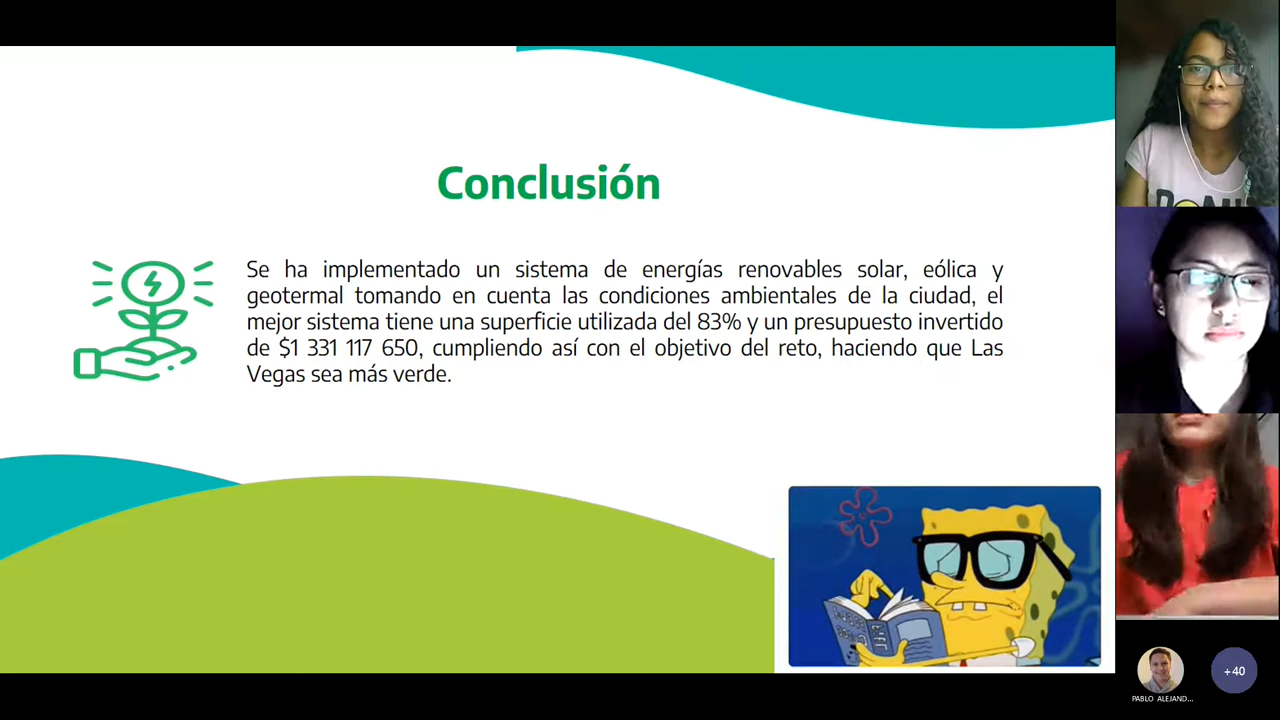 Conclusión
Se ha implementado un sistema de energías renovables solar, eólica y
geotermal tomando en cuenta las condiciones ambientales de la ciudad, el
mejor sistema tiene una superficie utilizada del 83% y un presupuesto invertido
de $1 331 117 650, cumpliendo así con el objetivo del reto, haciendo que Las
Vegas sea más verde.
PABLO ALEJAND...
+40